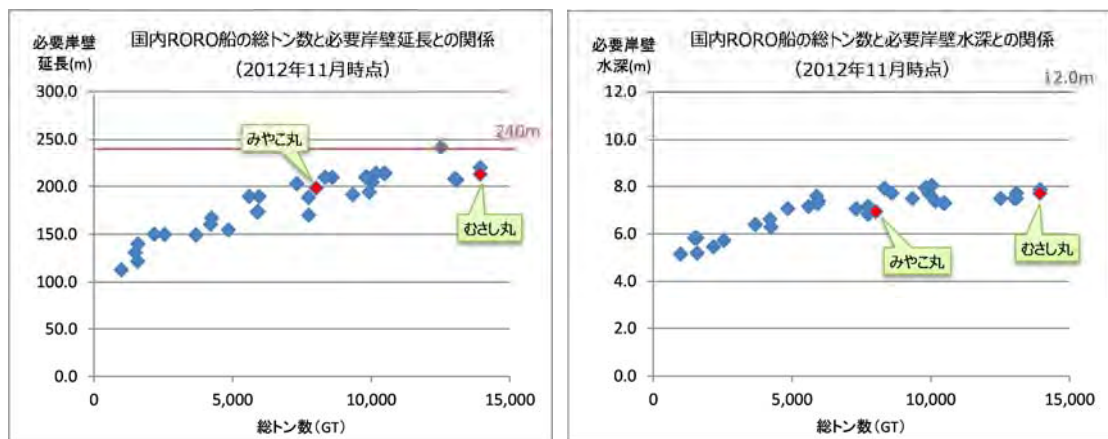 国内RORO船の総トン数と必要岸壁延長との関係
（2012年11月時点）
必要岸壁
延長(m)
300.0
250.0
200.0
150.0
100.0
50.0
0.0
240m
みやこ丸
むさし丸
0
5,000
10,000
15,000
総トン数（GT）
国内RORO船の総トン数と必要岸壁水深との関係
（2012年11月時点）
必要岸壁
水深(m)
12.0m
12.0
10.0
8.0
6.0
4.0
2.0
0.0
みやこ丸
むさし丸
0
5,000
10,000
15,000
総トン数（GT）